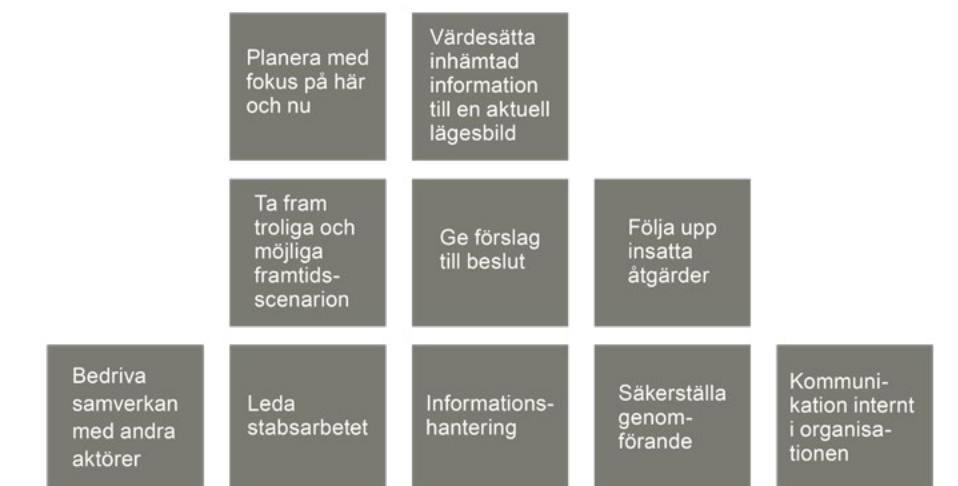 Planera med
fokus på här
och nu
Värdesätta
inhämtad
information
till en aktuell
lägesbild
Ta fram
troliga och
möjliga
framtids-
scenarion
Ge förslag
till beslut
Följa upp
insatta
åtgärder
Bedriva
samverkan
med andra
aktörer
Leda
stabsarbetet
Informations-
hantering
Säkerställa
genom-
förande
Kommuni-
kation internt
i organisa-
tionen